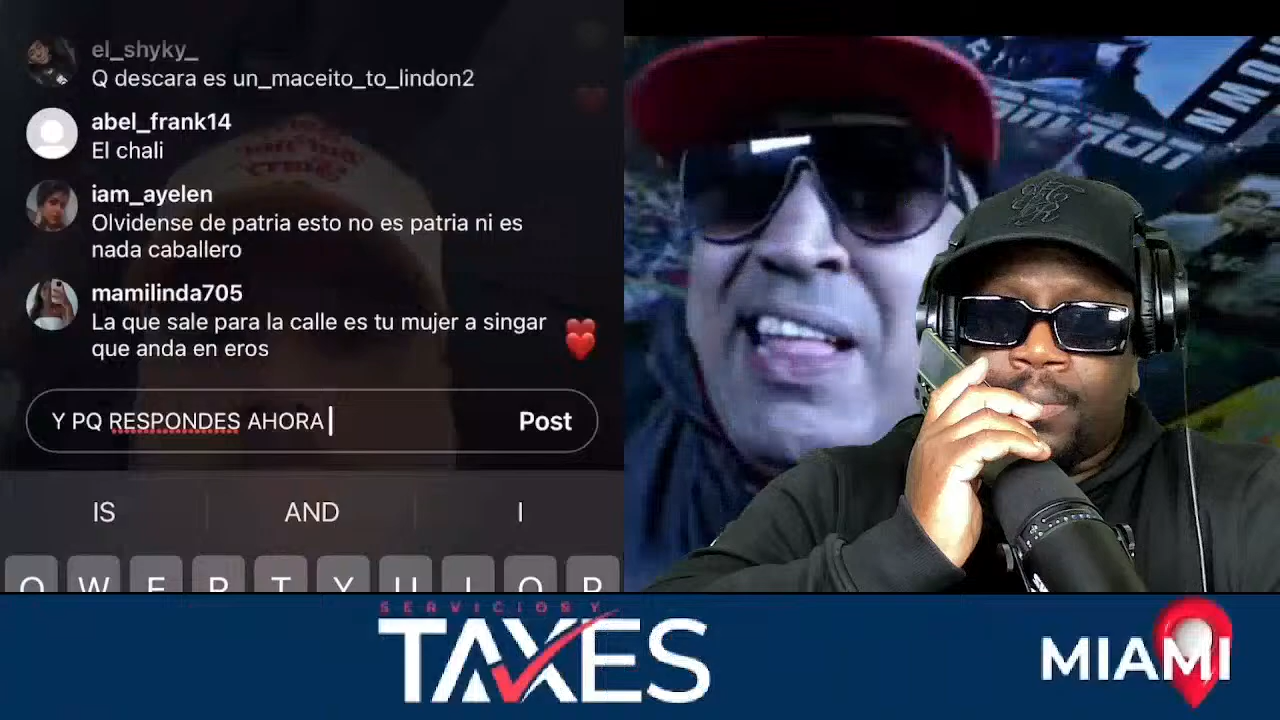 el_shyky_
Q descara es un_maceito_to_lindon2
abel_frank14
El chali
iam_ayelen
Olvidense de patria esto no es patria ni es
nada caballero
mamilinda705
La que sale para la calle es tu mujer a singar
que anda en eros
Y PQ RESPONDES AHORA
Post
IS AND I
Q W E R T Y U I O P
SERVICIOS Y
TAXES
MIAMI